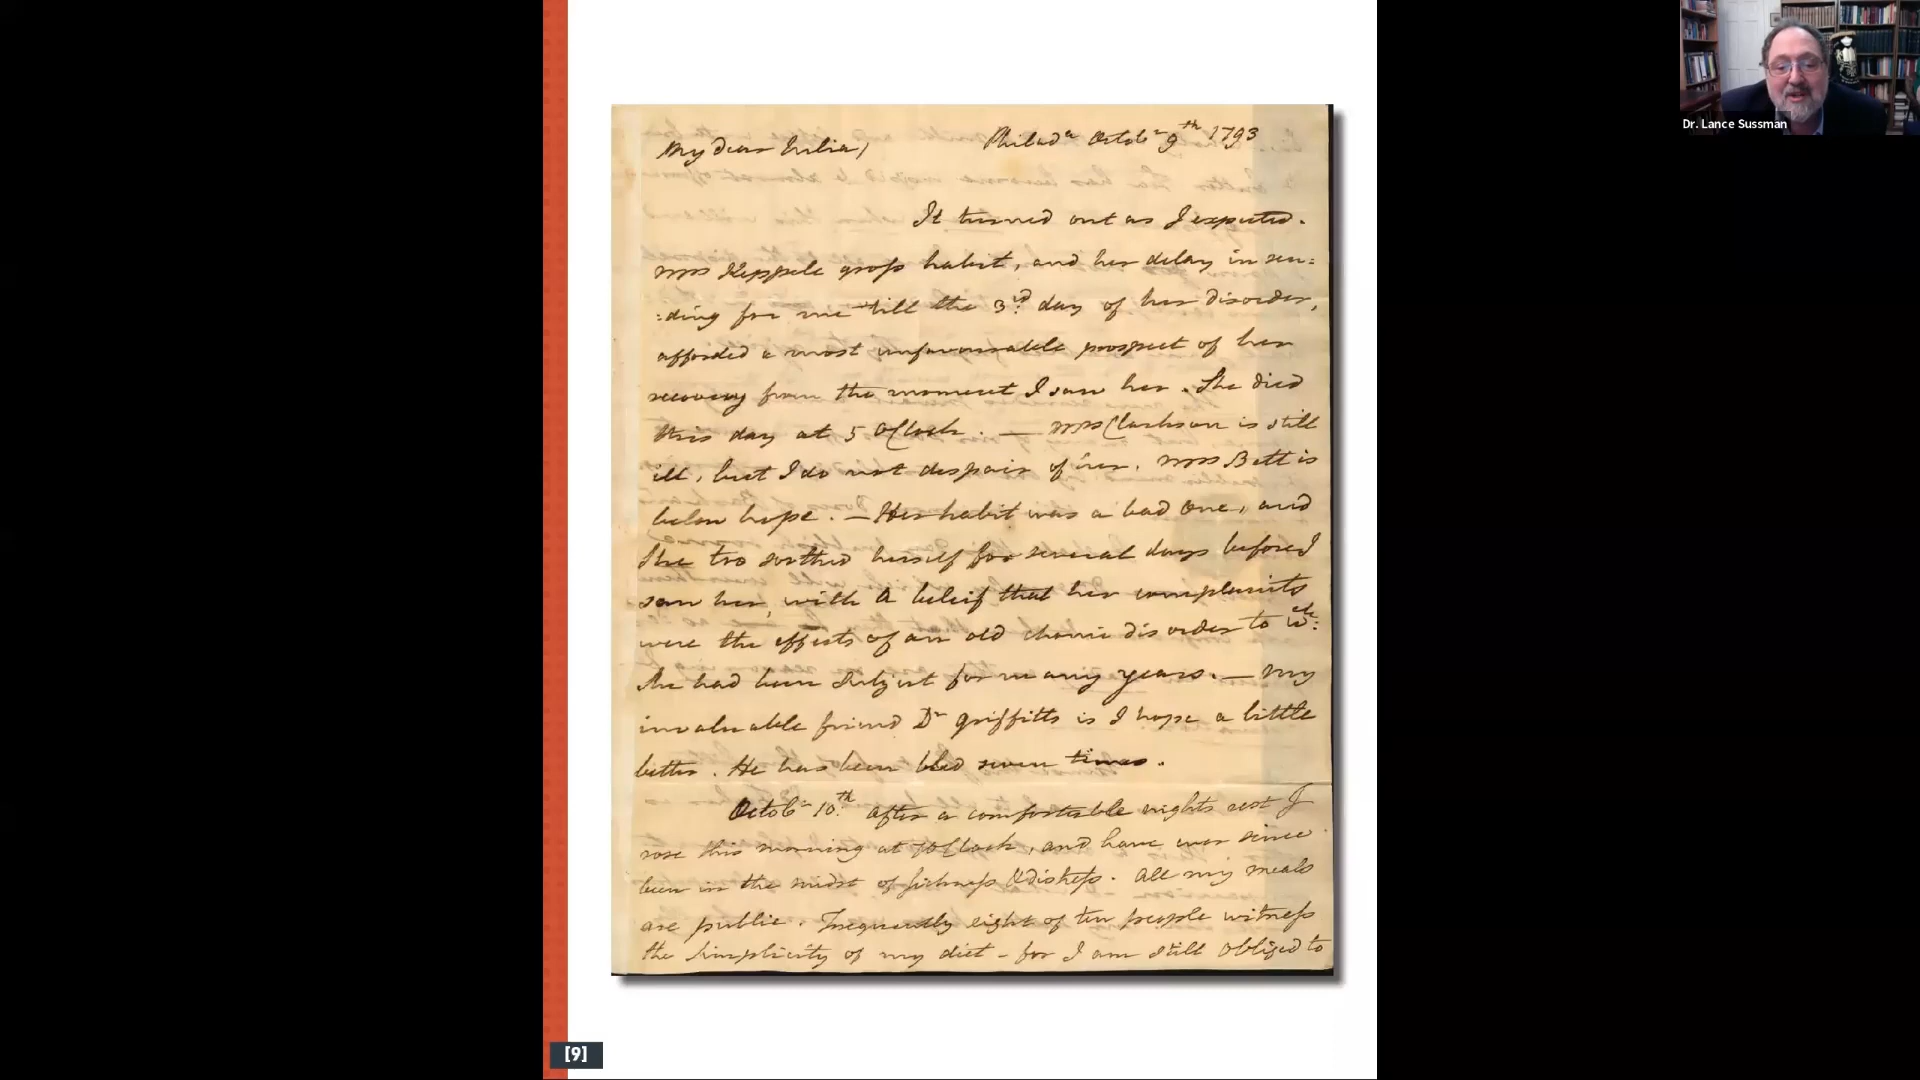 Dr. Lance Sussman
My dear Julia,
Philad.a Octob.r 9th 1793
It turned out as I expected.
Mrs Keppele gross habit, and her delay in sen=
=ding for me 'till the 3rd day of her disorder,
afforded a most unfavourable prospect of her
recovery from the moment I saw her. She died
this day at 5 OClock. — Mrs Clarkson is still
ill, but I do not despair of her. Mrs Bett is
below hope. — Her habit was a bad one, and
She too soothed herself for several days before I
saw her, with a beleif that her complaints
were the effects of an old chronic disorder to wch:
she had been Subject for many years. — My
invaluable friend Dr Griffitts is I hope a little
better. He has been bled seven times.
Octob.r 10th After a comfortable nights rest I
rose this morning at OClock, and have ever since
been in the midst of sickness & distress. All my meals
are public. Frequently eight or ten people witness
the Simplicity of my diet – for I am still obliged to
[9]